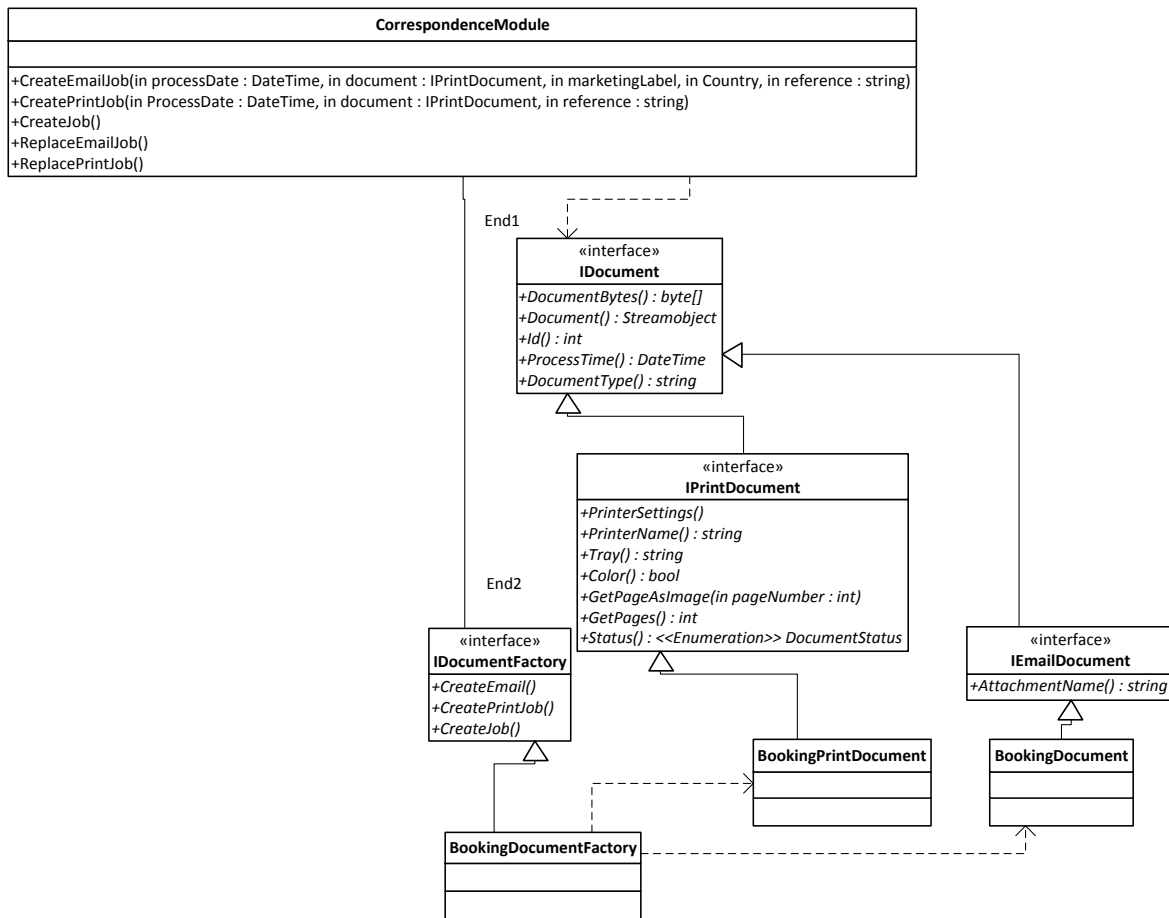 CorrespondenceModule
+CreateEmailJob(in processDate : DateTime, in document : IPrintDocument, in marketingLabel, in Country, in reference : string)
+CreatePrintJob(in ProcessDate : DateTime, in document : IPrintDocument, in reference : string)
+CreateJob()
+ReplaceEmailJob()
+ReplacePrintJob()
End1
«interface»
IDocument
+DocumentBytes() : byte[]
+Document() : Streamobject
+Id() : int
+ProcessTime() : DateTime
+DocumentType() : string
«interface»
IPrintDocument
+PrinterSettings()
+PrinterName() : string
+Tray() : string
+Color() : bool
+GetPageAsImage(in pageNumber : int)
+GetPages() : int
+Status() : <<Enumeration>> DocumentStatus
End2
«interface»
IDocumentFactory
+CreateEmail()
+CreatePrintJob()
+CreateJob()
«interface»
IEmailDocument
+AttachmentName() : string
BookingPrintDocument
BookingDocument
BookingDocumentFactory